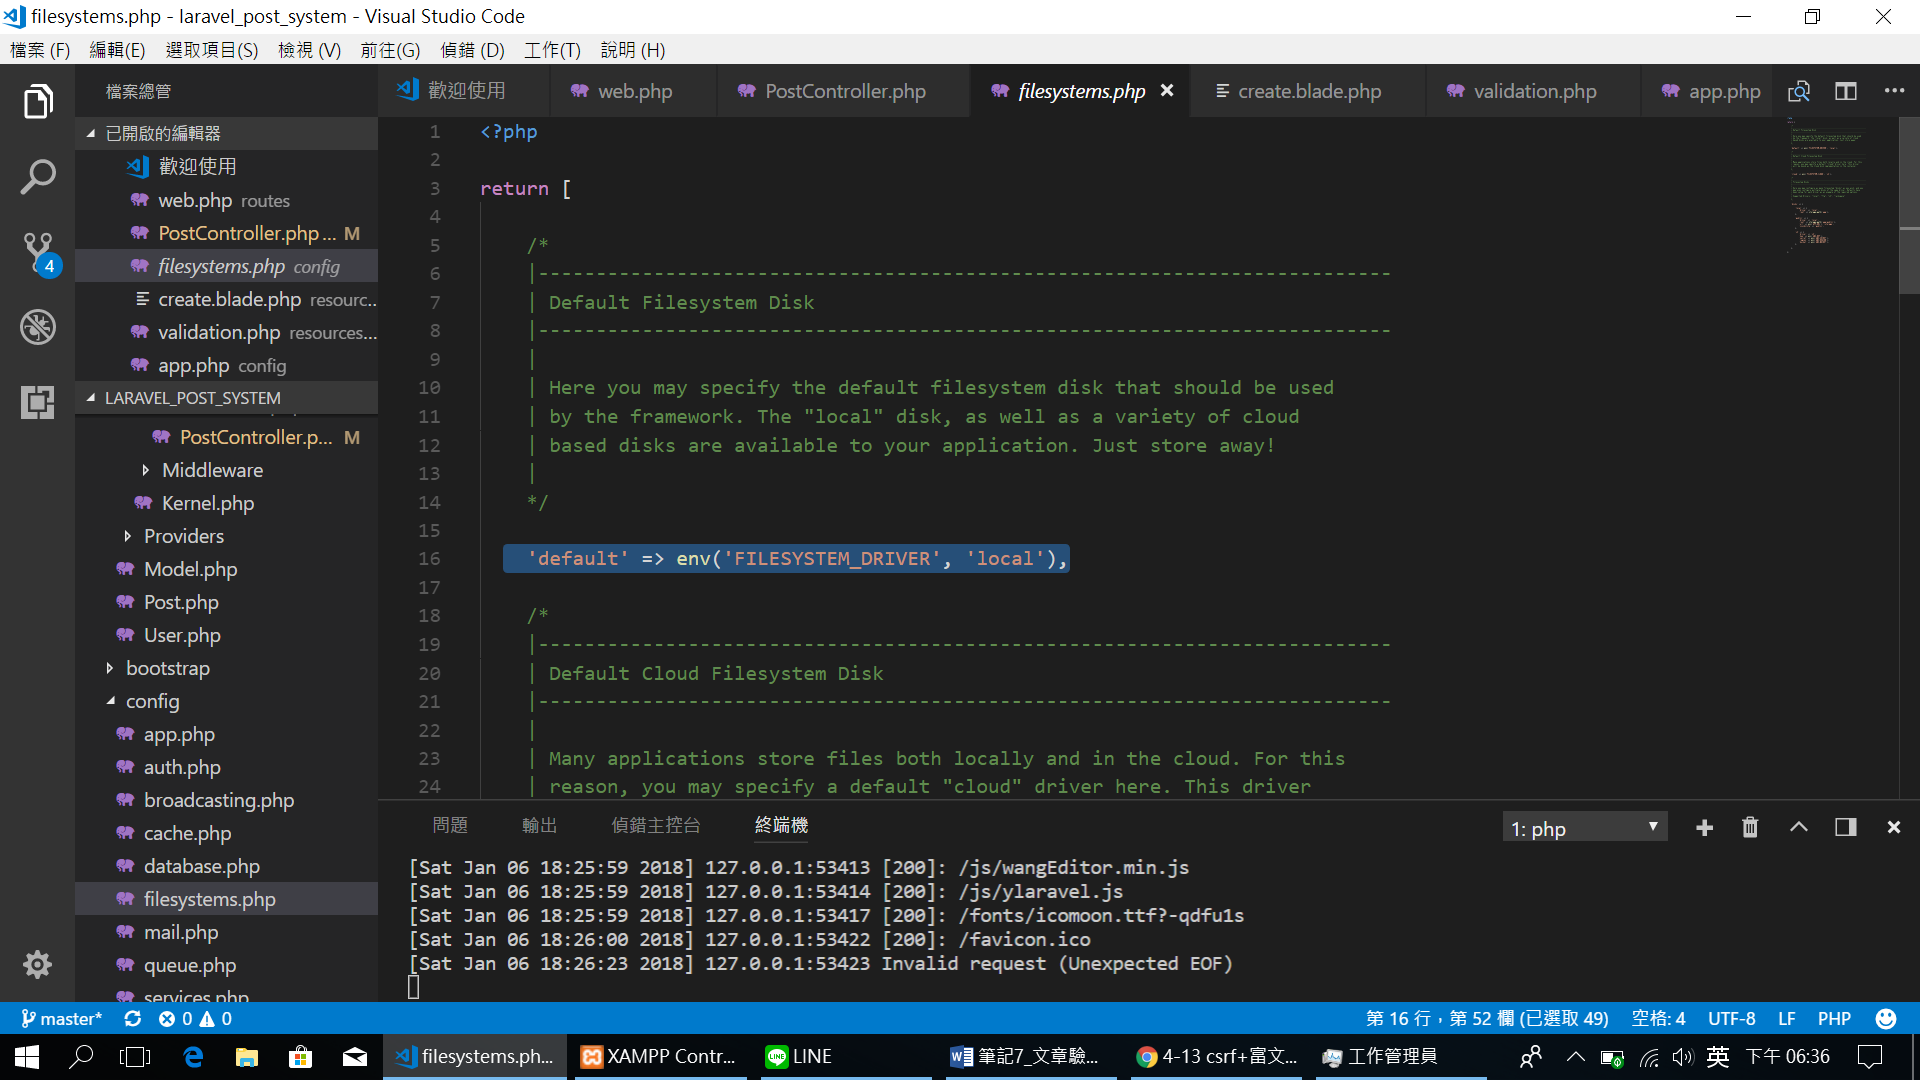 filesystems.php - laravel_post_system - Visual Studio Code
檔案 (F) 編輯(E) 選取項目(S) 檢視 (V) 前往(G) 偵錯 (D) 工作(T) 說明 (H)
檔案總管
已開啟的編輯器
歡迎使用
web.php routes
PostController.php ... M
filesystems.php config
create.blade.php resourc...
validation.php resources...
app.php config
LARAVEL_POST_SYSTEM
PostController.p... M
Middleware
Kernel.php
Providers
Model.php
Post.php
User.php
bootstrap
config
app.php
auth.php
broadcasting.php
cache.php
database.php
filesystems.php
mail.php
queue.php
services.php
4
歡迎使用 web.php PostController.php filesystems.php create.blade.php validation.php app.php
1 <?php
2
3 return [
4
5 /*
6 |--------------------------------------------------------------------------
7 | Default Filesystem Disk
8 |--------------------------------------------------------------------------
9 |
10 | Here you may specify the default filesystem disk that should be used
11 | by the framework. The "local" disk, as well as a variety of cloud
12 | based disks are available to your application. Just store away!
13 |
14 */
15
16 'default' => env('FILESYSTEM_DRIVER', 'local'),
17
18 /*
19 |--------------------------------------------------------------------------
20 | Default Cloud Filesystem Disk
21 |--------------------------------------------------------------------------
22 |
23 | Many applications store files both locally and in the cloud. For this
24 | reason, you may specify a default "cloud" driver here. This driver
問題 輸出 偵錯主控台 終端機 1: php
[Sat Jan 06 18:25:59 2018] 127.0.0.1:53413 [200]: /js/wangEditor.min.js
[Sat Jan 06 18:25:59 2018] 127.0.0.1:53414 [200]: /js/ylaravel.js
[Sat Jan 06 18:25:59 2018] 127.0.0.1:53417 [200]: /fonts/icomoon.ttf?-qdfu1s
[Sat Jan 06 18:26:00 2018] 127.0.0.1:53422 [200]: /favicon.ico
[Sat Jan 06 18:26:23 2018] 127.0.0.1:53423 Invalid request (Unexpected EOF)
master* 0 0 第 16 行，第 52 欄 (已選取 49) 空格: 4 UTF-8 LF PHP
filesystems.ph... XAMPP Contr... LINE 筆記7_文章驗... 4-13 csrf+富文... 工作管理員 英 下午 06:36